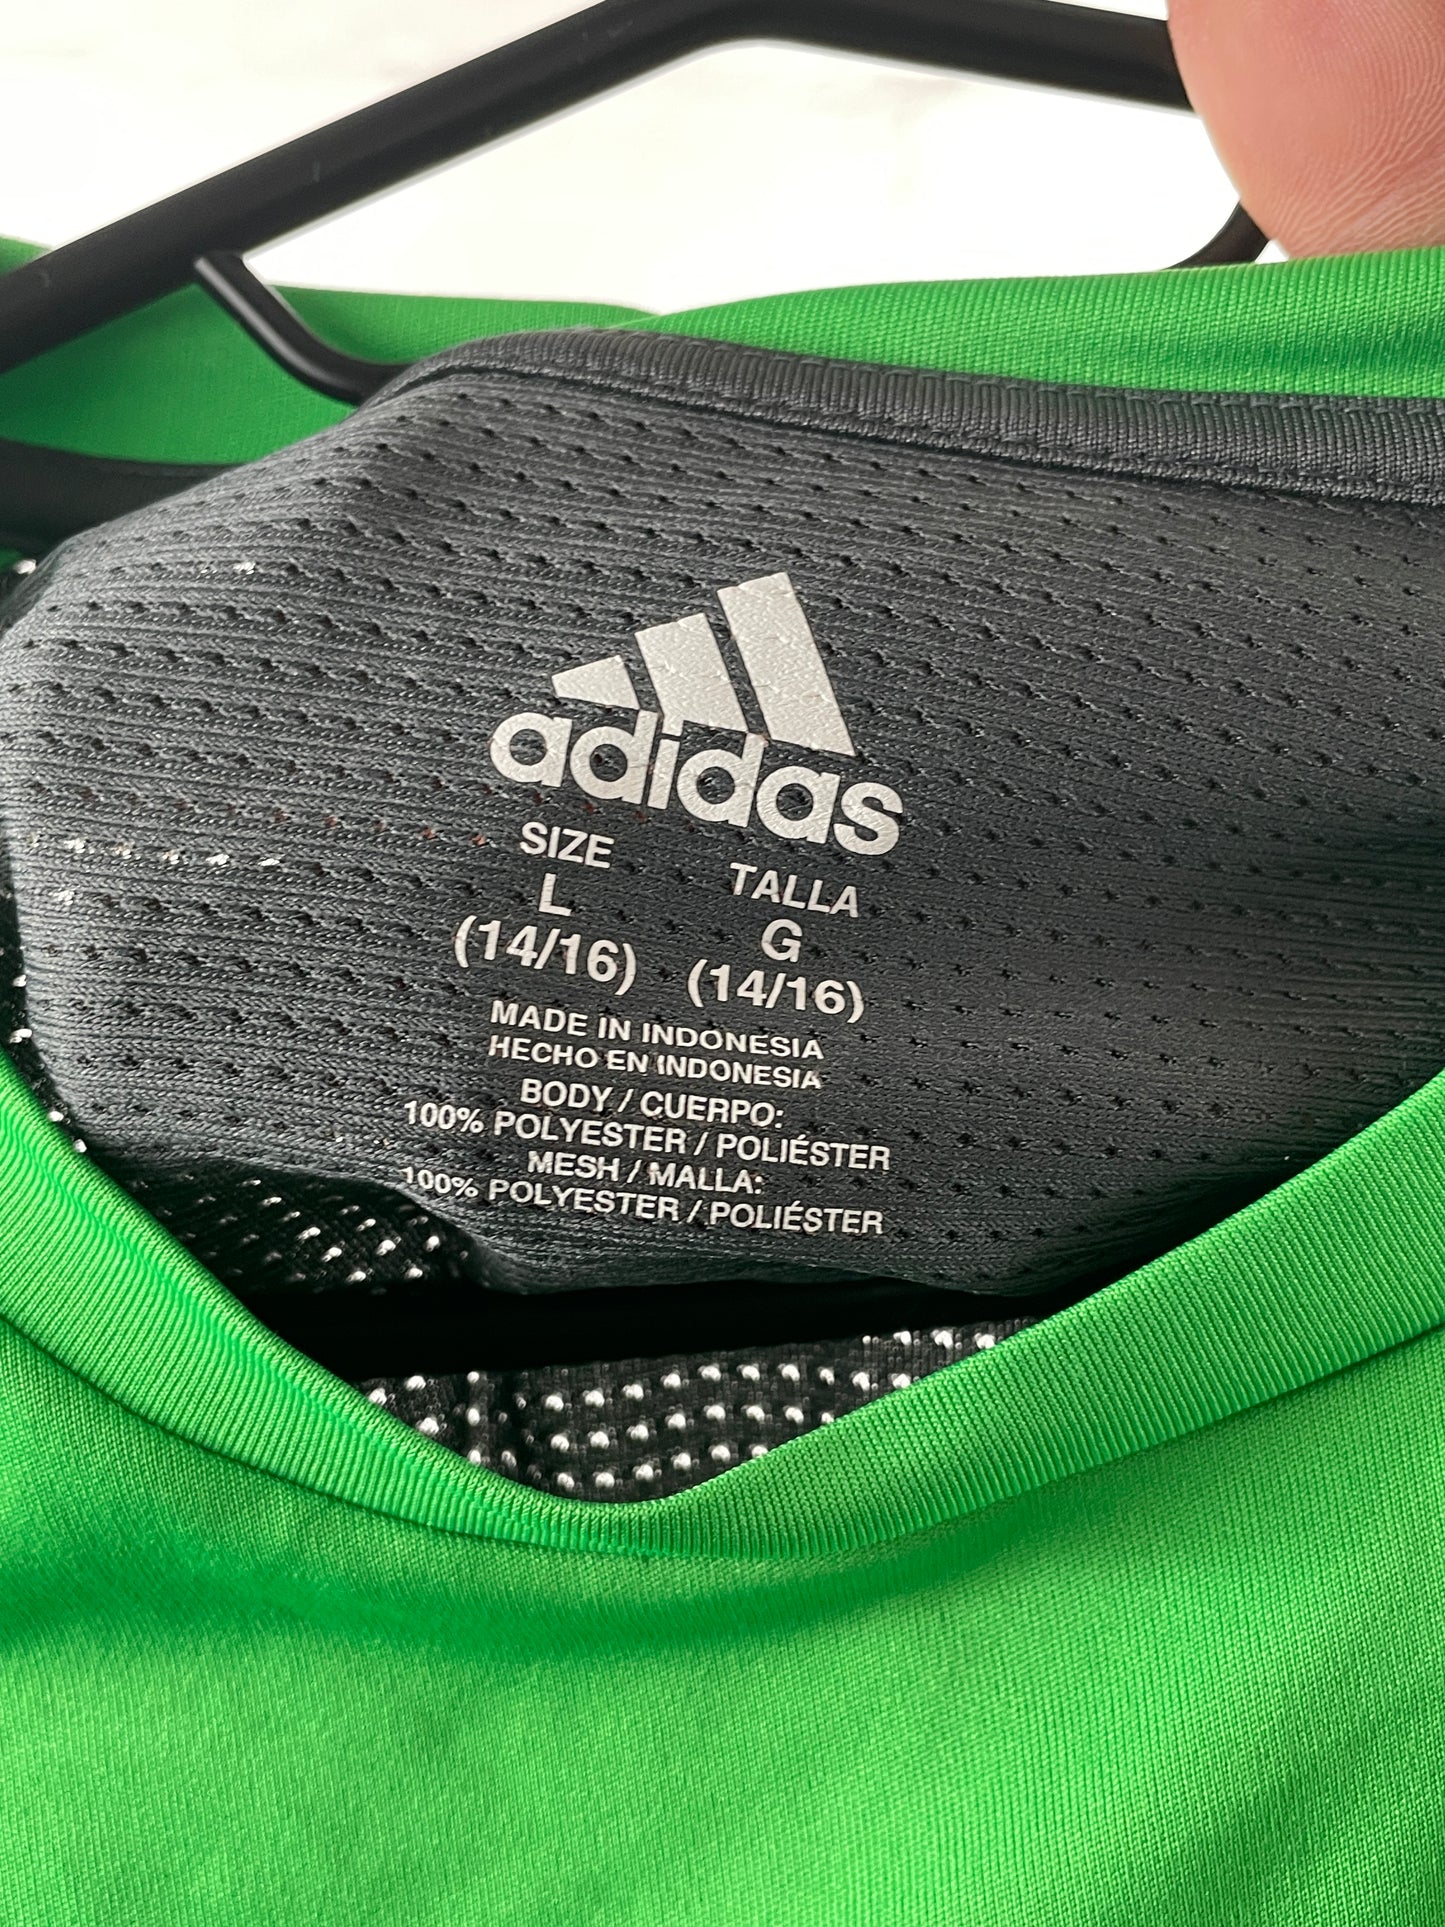 adidas
SIZE TALLA
L G
(14/16) (14/16)
MADE IN INDONESIA
HECHO EN INDONESIA
BODY / CUERPO:
100% POLYESTER / POLIÉSTER
MESH / MALLA:
100% POLYESTER / POLIÉSTER